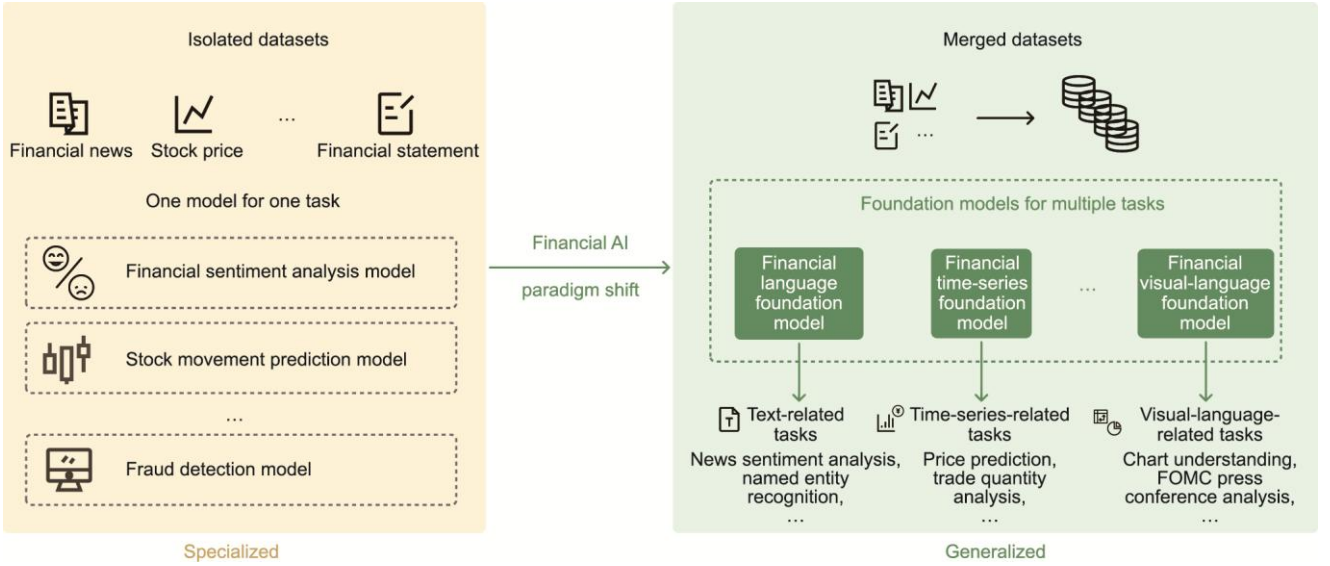 Isolated datasets
Financial news
Stock price
...
Financial statement
One model for one task
Financial sentiment analysis model
Stock movement prediction model
...
Fraud detection model
Specialized
Financial AI
paradigm shift
Merged datasets
...
Foundation models for multiple tasks
Financial
language
foundation
model
Financial
time-series
foundation
model
...
Financial
visual-language
foundation
model
T
Text-related
tasks
News sentiment analysis,
named entity
recognition,
...
Time-series-related
tasks
Price prediction,
trade quantity
analysis,
...
Visual-language-
related tasks
Chart understanding,
FOMC press
conference analysis,
...
Generalized